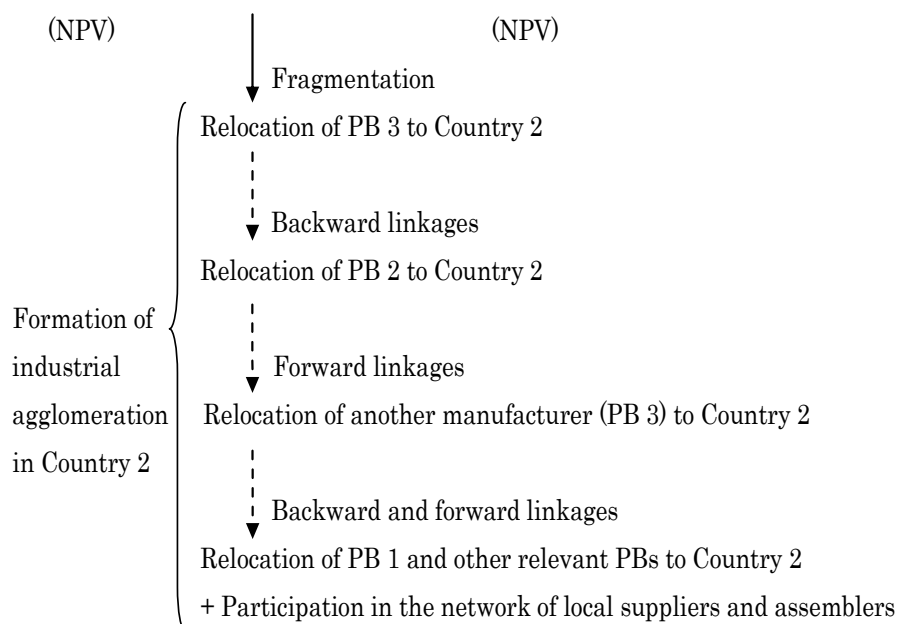 (NPV) (NPV)
Fragmentation
Relocation of PB 3 to Country 2
Backward linkages
Relocation of PB 2 to Country 2
Formation of
industrial
agglomeration
in Country 2
Forward linkages
Relocation of another manufacturer (PB 3) to Country 2
Backward and forward linkages
Relocation of PB 1 and other relevant PBs to Country 2
+ Participation in the network of local suppliers and assemblers